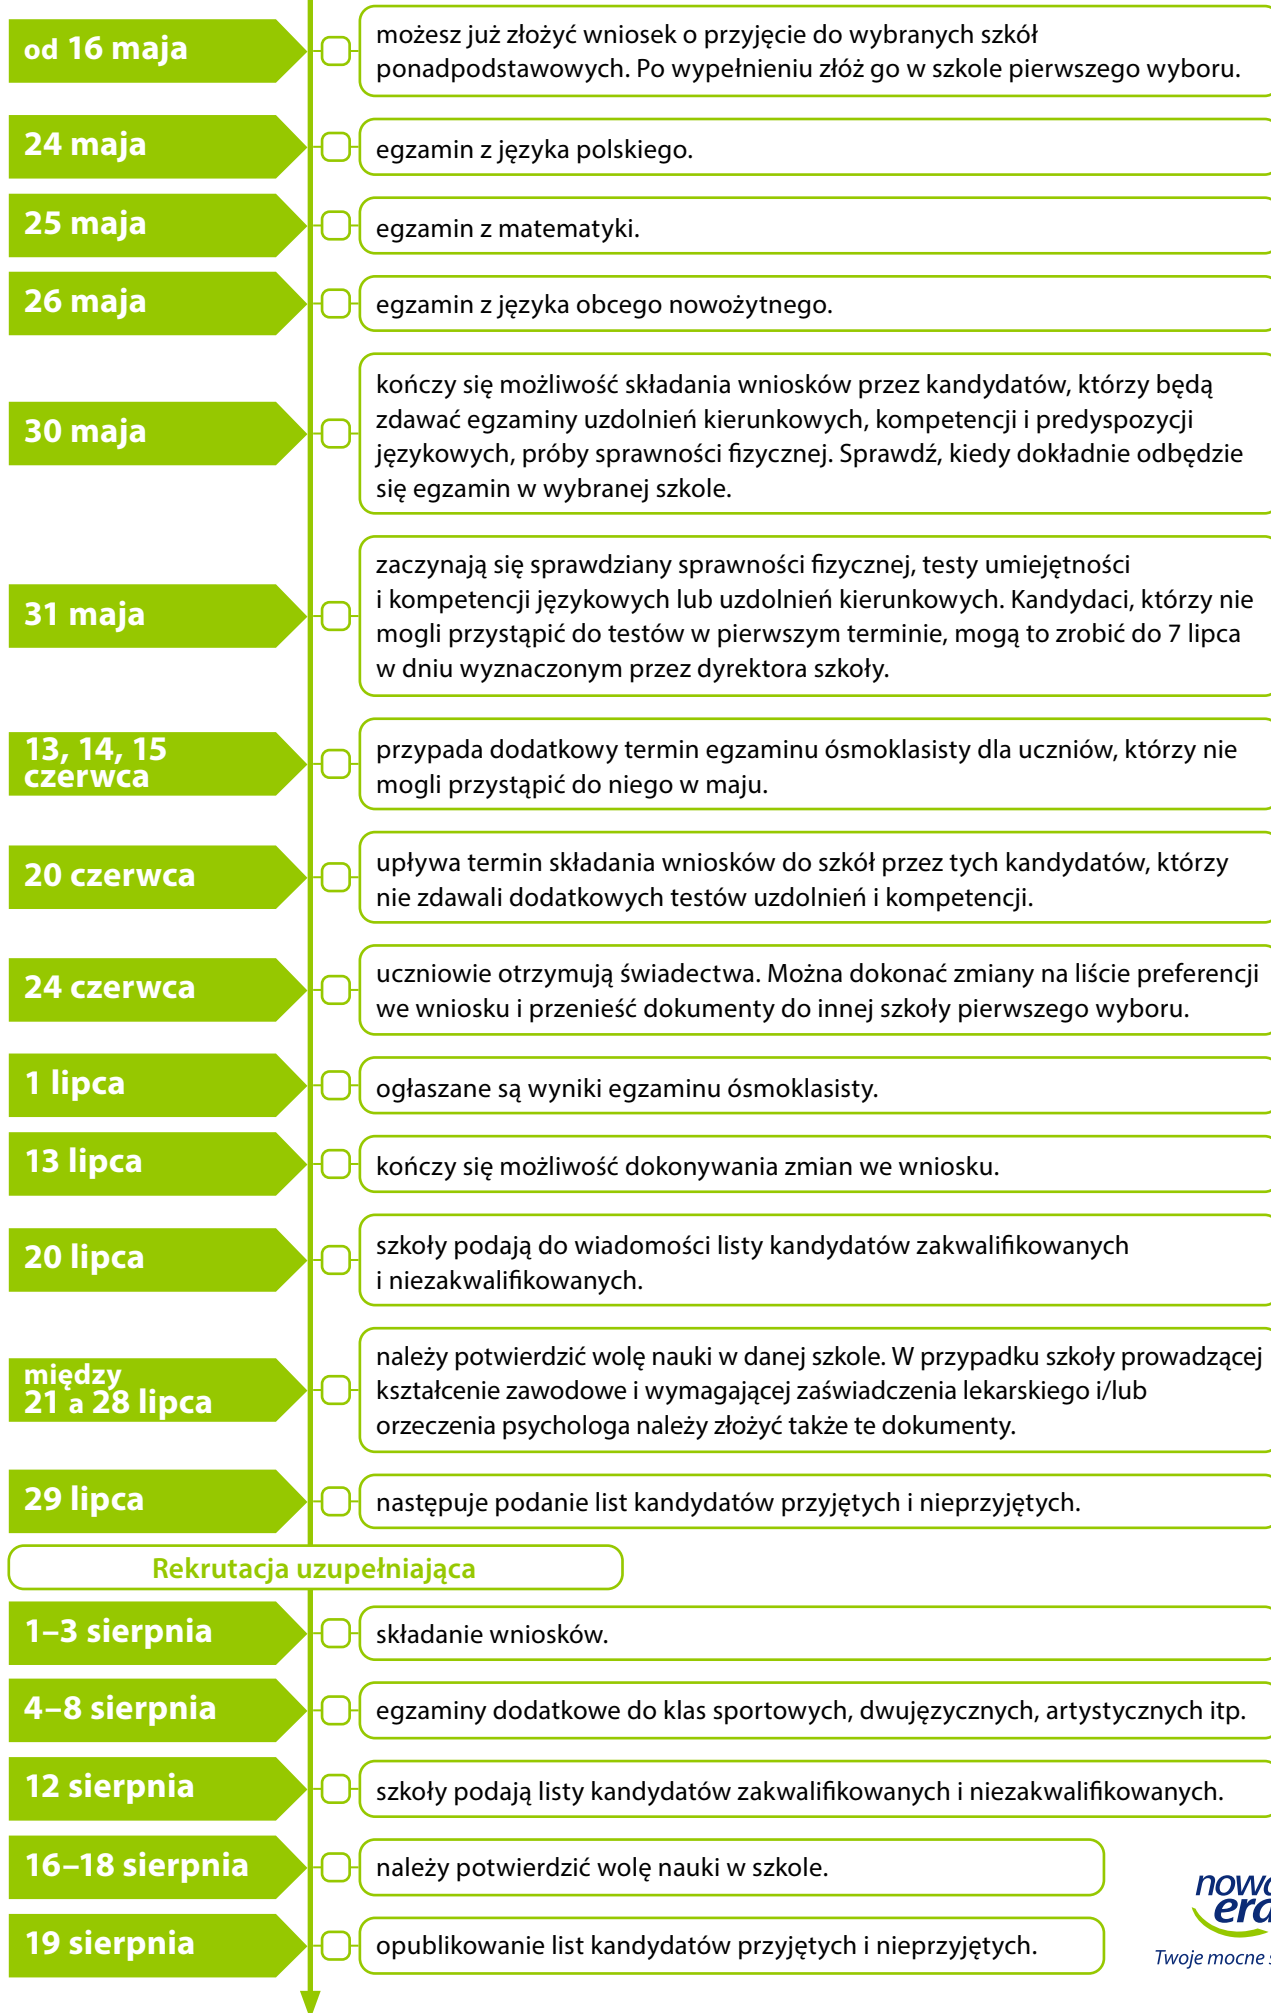 od 16 maja
możesz już złożyć wniosek o przyjęcie do wybranych szkół
ponadpodstawowych. Po wypełnieniu złóż go w szkole pierwszego wyboru.
24 maja
egzamin z języka polskiego.
25 maja
egzamin z matematyki.
26 maja
egzamin z języka obcego nowożytnego.
30 maja
kończy się możliwość składania wniosków przez kandydatów, którzy będą
zdawać egzaminy uzdolnień kierunkowych, kompetencji i predyspozycji
językowych, próby sprawności fizycznej. Sprawdź, kiedy dokładnie odbędzie
się egzamin w wybranej szkole.
31 maja
zaczynają się sprawdziany sprawności fizycznej, testy umiejętności
i kompetencji językowych lub uzdolnień kierunkowych. Kandydaci, którzy nie
mogli przystąpić do testów w pierwszym terminie, mogą to zrobić do 7 lipca
w dniu wyznaczonym przez dyrektora szkoły.
13, 14, 15
czerwca
przypada dodatkowy termin egzaminu ósmoklasisty dla uczniów, którzy nie
mogli przystąpić do niego w maju.
20 czerwca
upływa termin składania wniosków do szkół przez tych kandydatów, którzy
nie zdawali dodatkowych testów uzdolnień i kompetencji.
24 czerwca
uczniowie otrzymują świadectwa. Można dokonać zmiany na liście preferencji
we wniosku i przenieść dokumenty do innej szkoły pierwszego wyboru.
1 lipca
ogłaszane są wyniki egzaminu ósmoklasisty.
13 lipca
kończy się możliwość dokonywania zmian we wniosku.
20 lipca
szkoły podają do wiadomości listy kandydatów zakwalifikowanych
i niezakwalifikowanych.
między
21 a 28 lipca
należy potwierdzić wolę nauki w danej szkole. W przypadku szkoły prowadzącej
kształcenie zawodowe i wymagającej zaświadczenia lekarskiego i/lub
orzeczenia psychologa należy złożyć także te dokumenty.
29 lipca
następuje podanie list kandydatów przyjętych i nieprzyjętych.
Rekrutacja uzupełniająca
1–3 sierpnia
składanie wniosków.
4–8 sierpnia
egzaminy dodatkowe do klas sportowych, dwujęzycznych, artystycznych itp.
12 sierpnia
szkoły podają listy kandydatów zakwalifikowanych i niezakwalifikowanych.
16–18 sierpnia
należy potwierdzić wolę nauki w szkole.
19 sierpnia
opublikowanie list kandydatów przyjętych i nieprzyjętych.
Twoje mocne